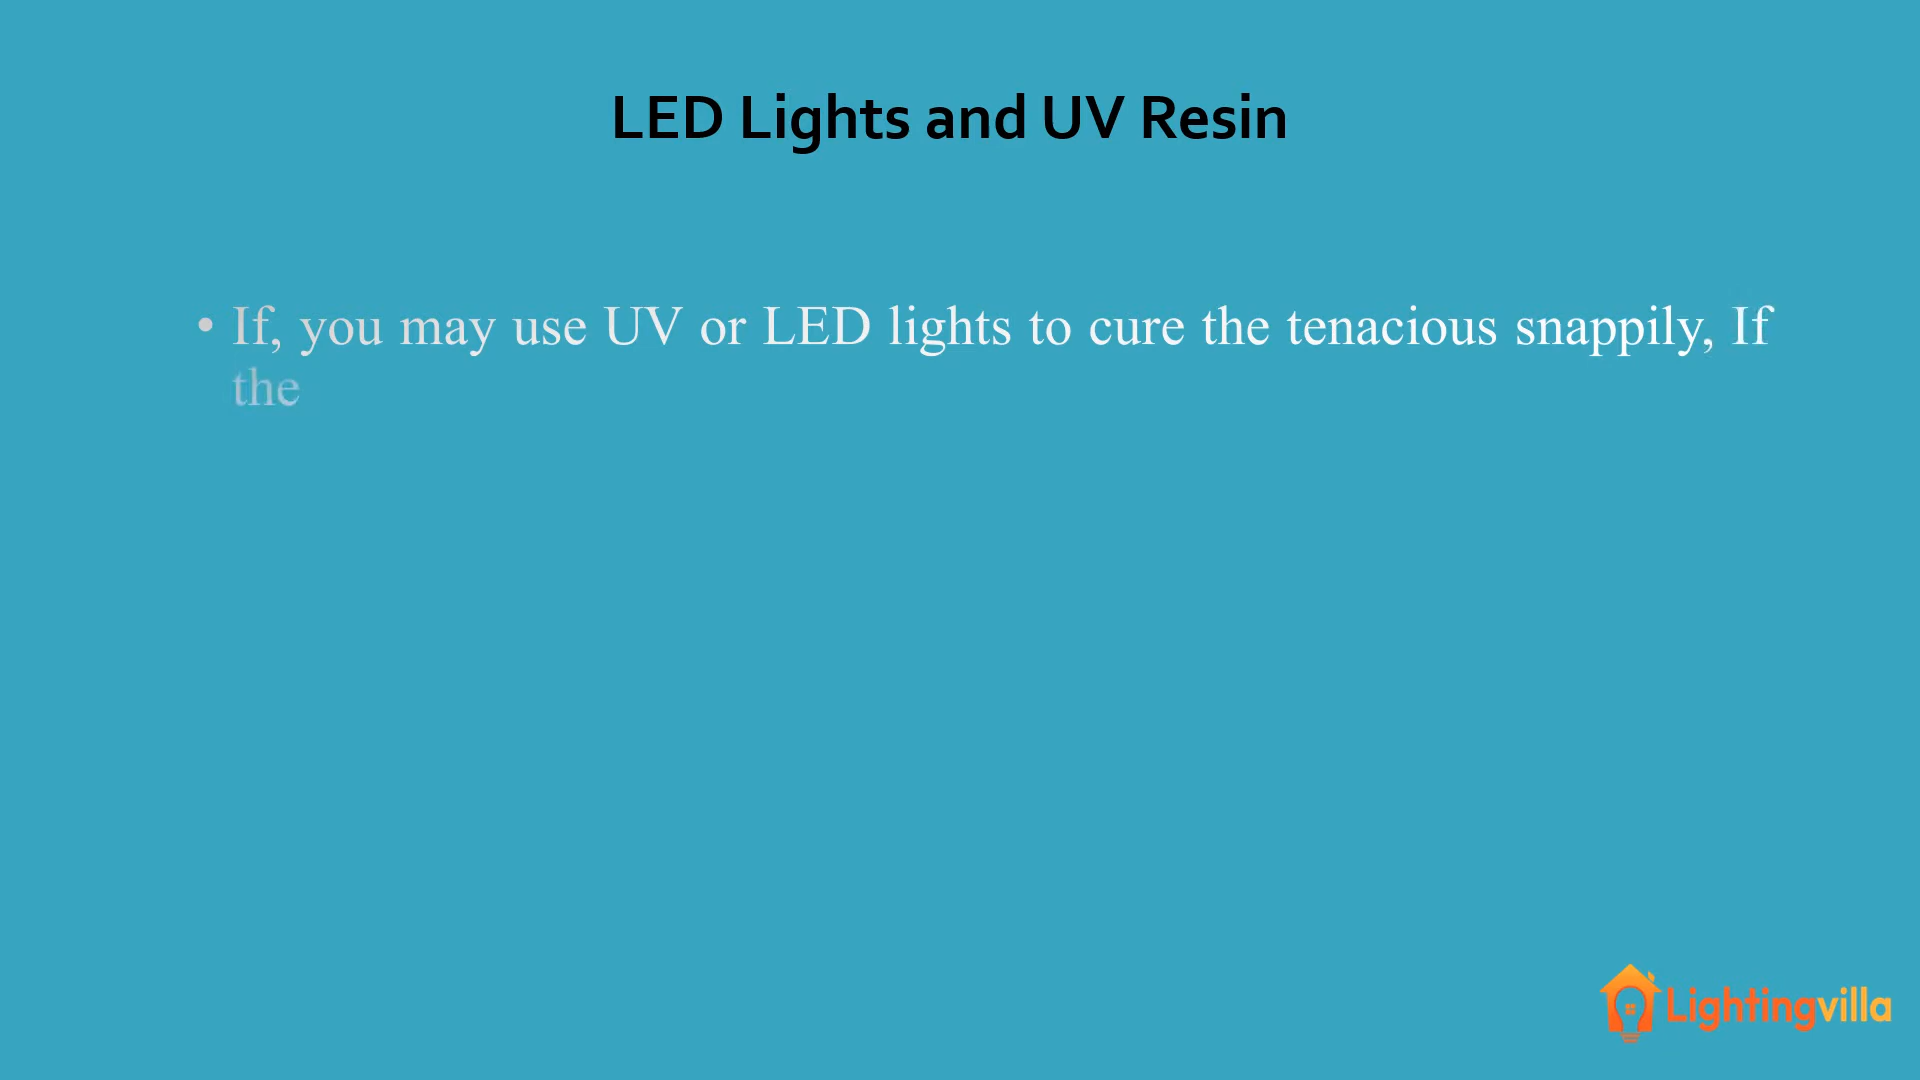 LED Lights and UV Resin
• If, you may use UV or LED lights to cure the tenacious snappily, If
the
Lightingvilla